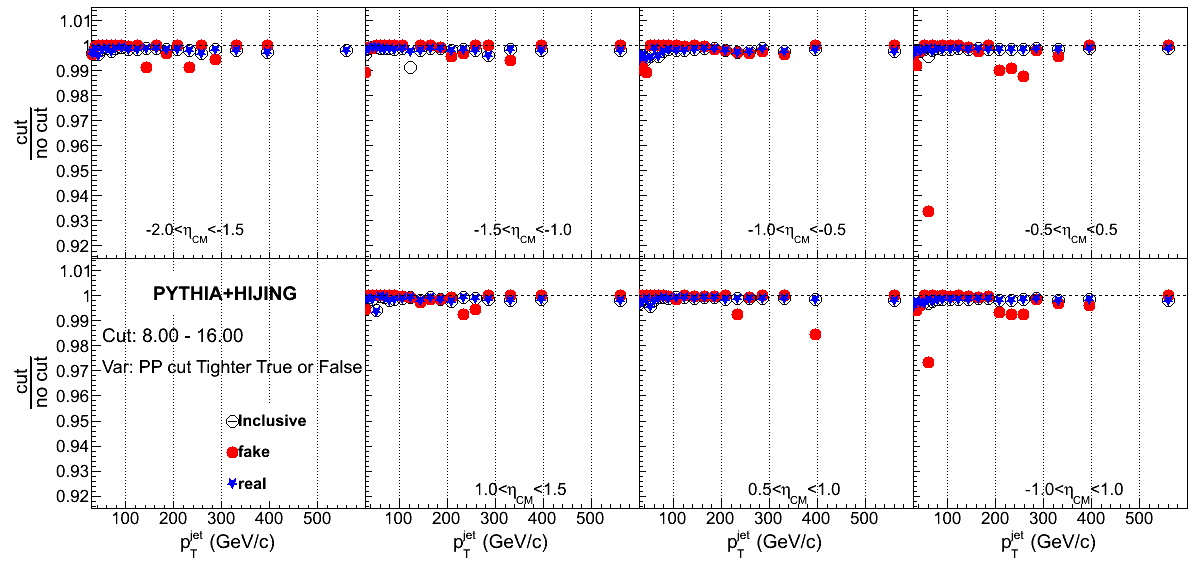 1.01
1
0.99
0.98
0.97
0.96
0.95
0.94
0.93
0.92
cut
no cut
-2.0<η_CM<-1.5
-1.5<η_CM<-1.0
-1.0<η_CM<-0.5
-0.5<η_CM<0.5
1.01
1
0.99
0.98
0.97
0.96
0.95
0.94
0.93
0.92
cut
no cut
PYTHIA+HIJING
Cut: 8.00 - 16.00
Var: PP cut Tighter True or False
Inclusive
fake
real
1.0<η_CM<1.5
0.5<η_CM<1.0
-1.0<η_CM<1.0
100 200 300 400 500
100 200 300 400 500
100 200 300 400 500
100 200 300 400 500
p_T^jet (GeV/c)
p_T^jet (GeV/c)
p_T^jet (GeV/c)
p_T^jet (GeV/c)